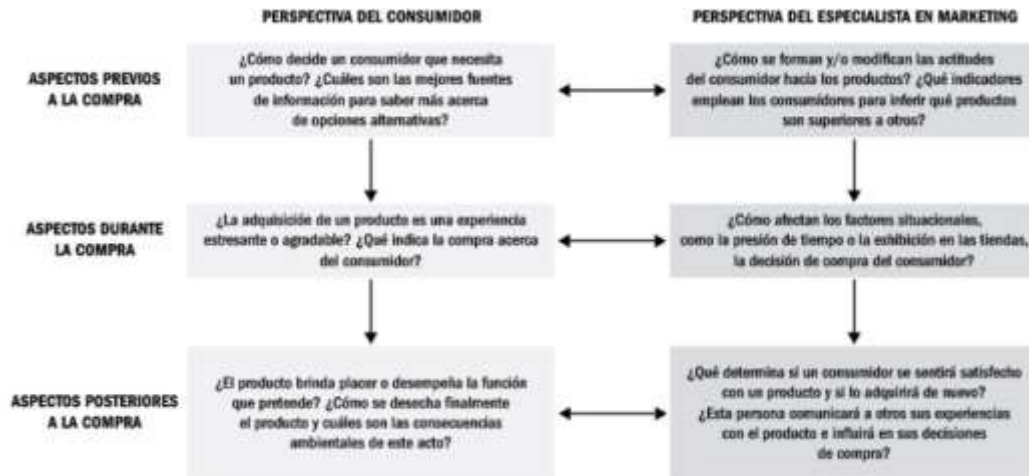 PERSPECTIVA DEL CONSUMIDOR
PERSPECTIVA DEL ESPECIALISTA EN MARKETING
ASPECTOS PREVIOS
A LA COMPRA
¿Cómo decide un consumidor que necesita
un producto? ¿Cuáles son las mejores fuentes
de información para saber más acerca
de opciones alternativas?
¿Cómo se forman y/o modifican las actitudes
del consumidor hacia los productos? ¿Qué indicadores
emplean los consumidores para inferir qué productos
son superiores a otros?
ASPECTOS DURANTE
LA COMPRA
¿La adquisición de un producto es una experiencia
estresante o agradable? ¿Qué indica la compra acerca
del consumidor?
¿Cómo afectan los factores situacionales,
como la presión de tiempo o la exhibición en las tiendas,
la decisión de compra del consumidor?
ASPECTOS POSTERIORES
A LA COMPRA
¿El producto brinda placer o desempeña la función
que pretende? ¿Cómo se desecha finalmente
el producto y cuáles son las consecuencias
ambientales de este acto?
¿Qué determina si un consumidor se sentirá satisfecho
con un producto y si lo adquirirá de nuevo?
¿Esta persona comunicará a otros sus experiencias
con el producto e influirá en sus decisiones
de compra?